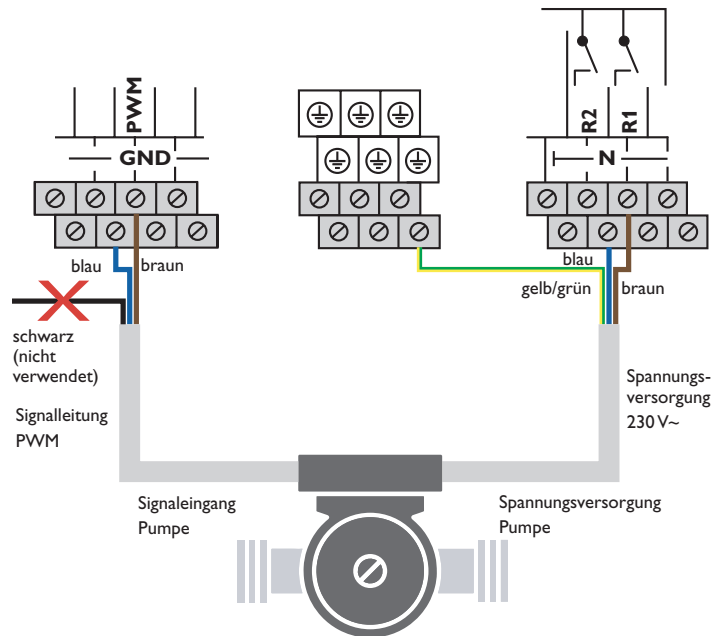 PWM
GND
R2
R1
N
blau
braun
blau
gelb/grün
braun
schwarz
(nicht
verwendet)
Signalleitung
PWM
Spannungs-
versorgung
230 V~
Signaleingang
Pumpe
Spannungsversorgung
Pumpe